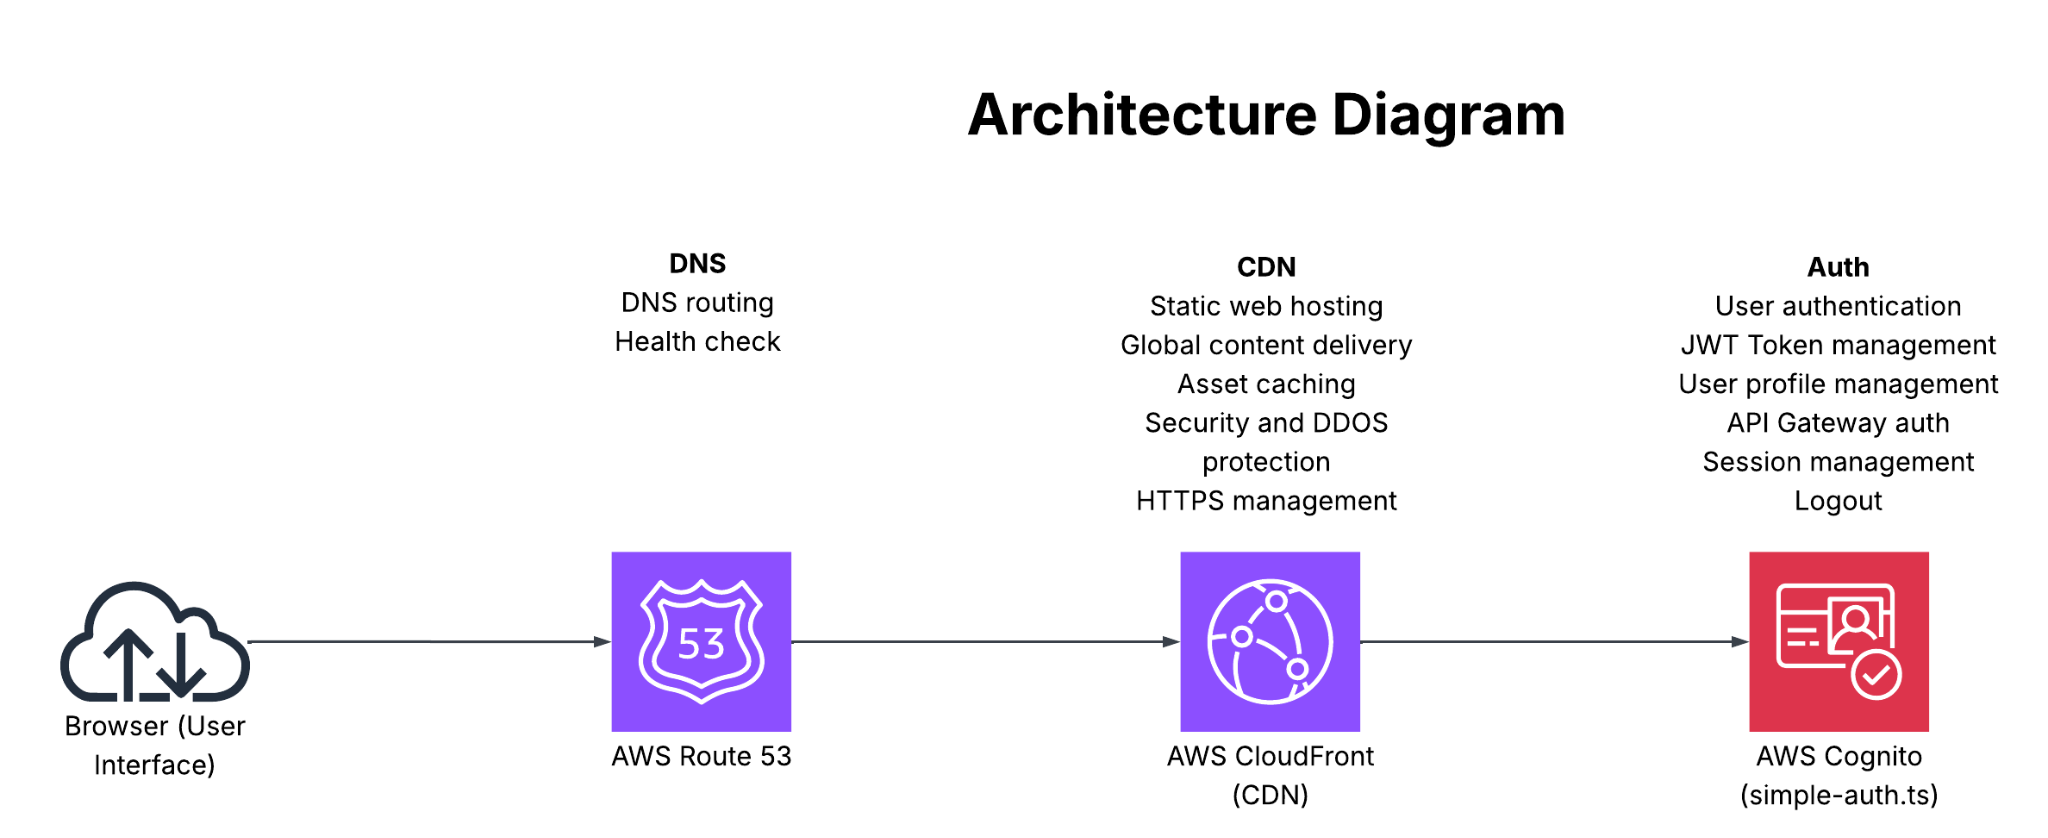 Architecture Diagram
DNS
DNS routing
Health check
CDN
Static web hosting
Global content delivery
Asset caching
Security and DDOS
protection
HTTPS management
Auth
User authentication
JWT Token management
User profile management
API Gateway auth
Session management
Logout
53
Browser (User
Interface)
AWS Route 53
AWS CloudFront
(CDN)
AWS Cognito
(simple-auth.ts)